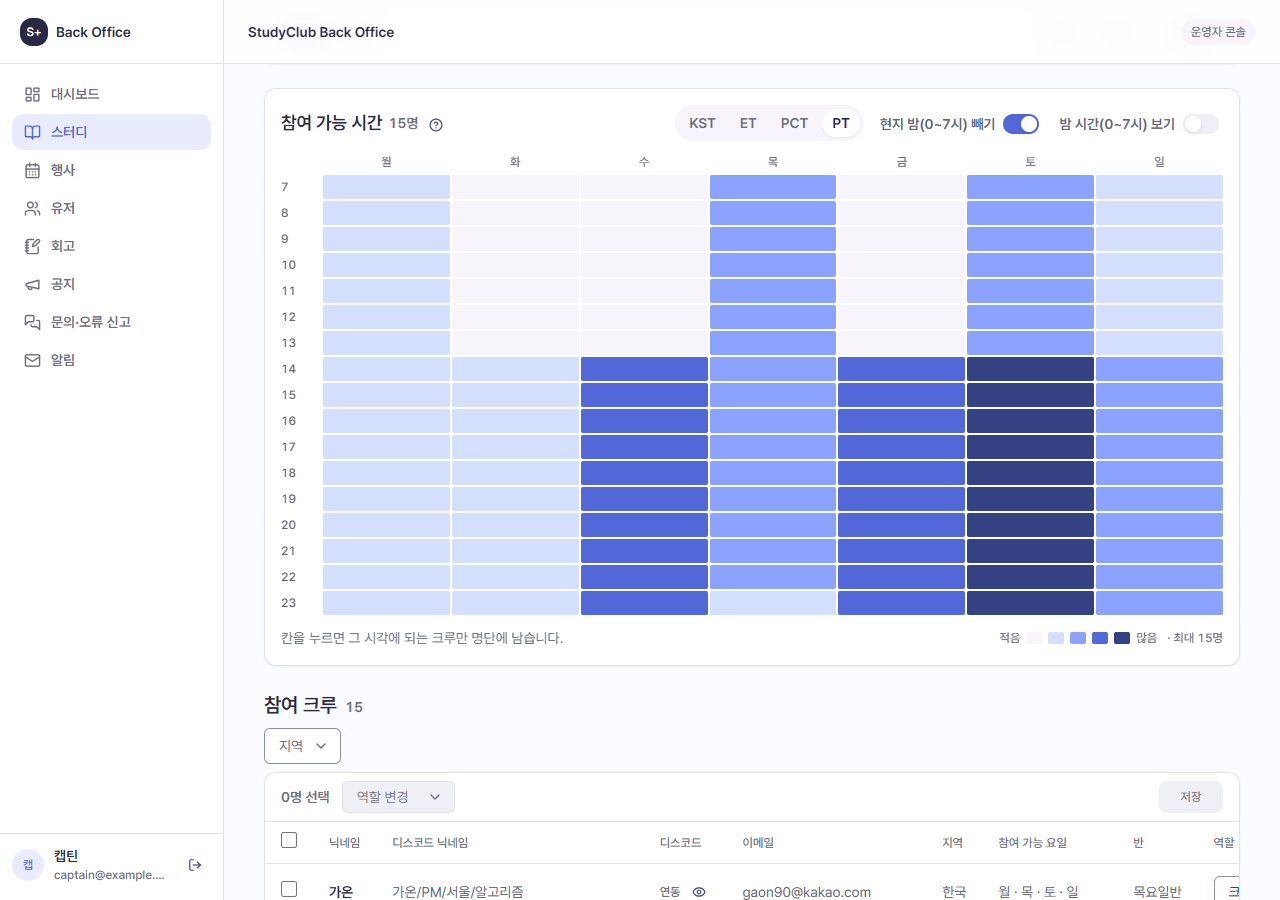 S+ Back Office
StudyClub Back Office
운영자 콘솔
대시보드
스터디
행사
유저
회고
공지
문의·오류 신고
알림
캡
캡틴
captain@example....
참여 가능 시간 15명
KST ET PCT PT
현지 밤(0~7시) 빼기
밤 시간(0~7시) 보기
월 화 수 목 금 토 일
7
8
9
10
11
12
13
14
15
16
17
18
19
20
21
22
23
칸을 누르면 그 시각에 되는 크루만 명단에 남습니다.
적음 많음 · 최대 15명
참여 크루 15
지역
0명 선택 역할 변경 저장
닉네임 디스코드 닉네임 디스코드 이메일 지역 참여 가능 요일 반 역할
가온 가온/PM/서울/알고리즘 연동 gaon90@kakao.com 한국 월 · 목 · 토 · 일 목요일반